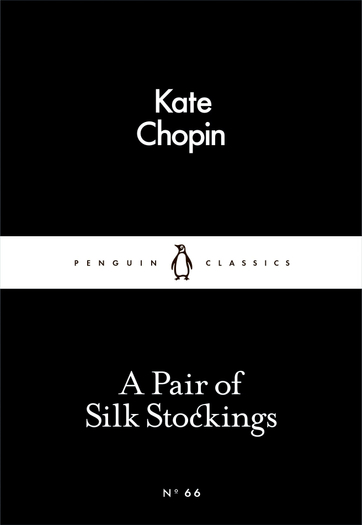 Kate
Chopin
PENGUIN CLASSICS
A Pair of
Silk Stockings
Nº 66